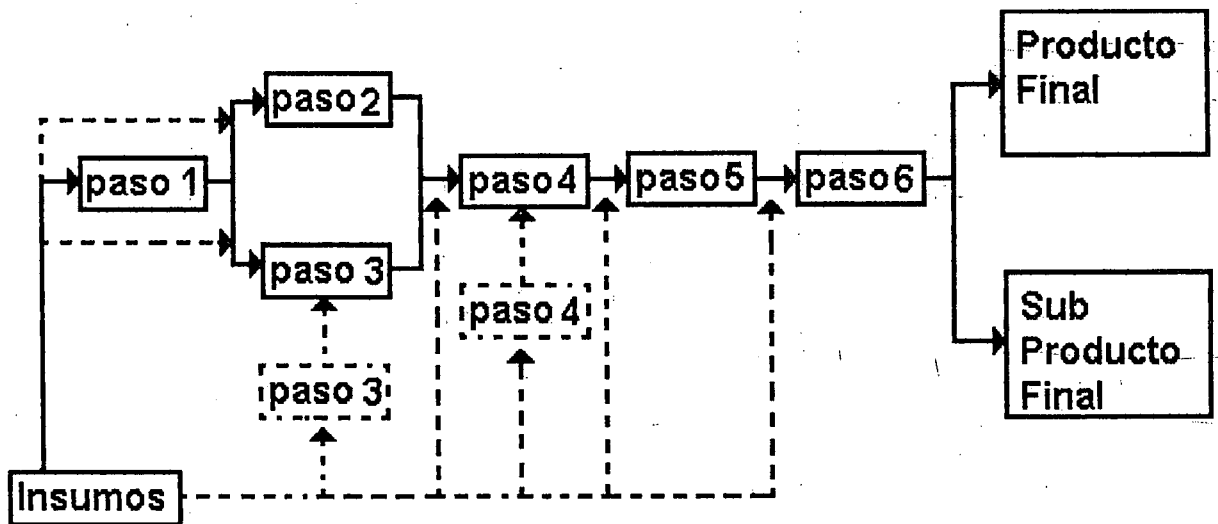 Producto
Final
paso 2
paso 1
paso 4
paso 5
paso 6
paso 3
paso 4
Sub
Producto
Final
paso 3
Insumos